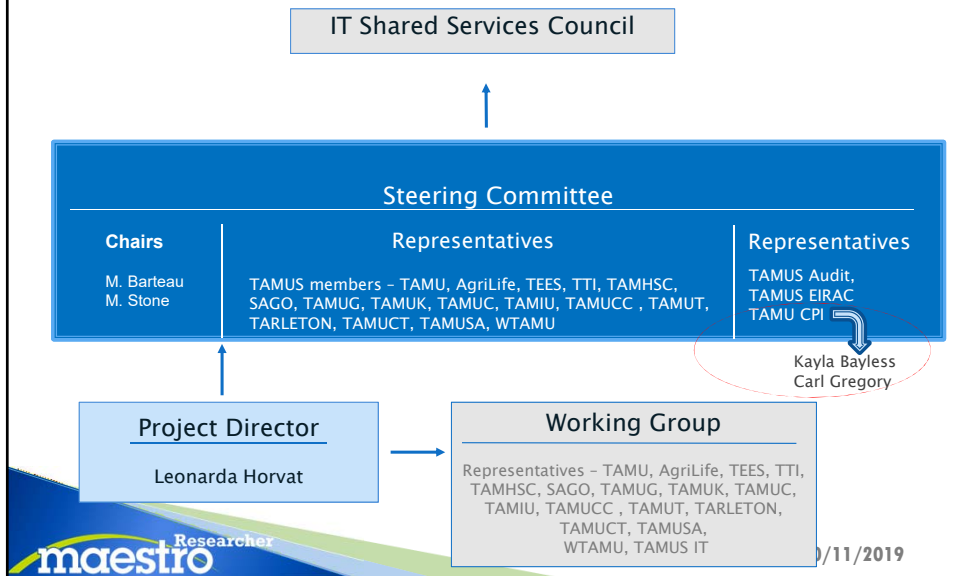 IT Shared Services Council
Steering Committee
Chairs
M. Barteau
M. Stone
Representatives
TAMUS members – TAMU, AgriLife, TEES, TTI, TAMHSC,
SAGO, TAMUG, TAMUK, TAMUC, TAMIU, TAMUCC , TAMUT,
TARLETON, TAMUCT, TAMUSA, WTAMU
Representatives
TAMUS Audit,
TAMUS EIRAC
TAMU CPI
Kayla Bayless
Carl Gregory
Project Director
Leonarda Horvat
Working Group
Representatives – TAMU, AgriLife, TEES, TTI,
TAMHSC, SAGO, TAMUG, TAMUK, TAMUC,
TAMIU, TAMUCC , TAMUT, TARLETON,
TAMUCT, TAMUSA,
WTAMU, TAMUS IT
Researcher
maestro
/11/2019